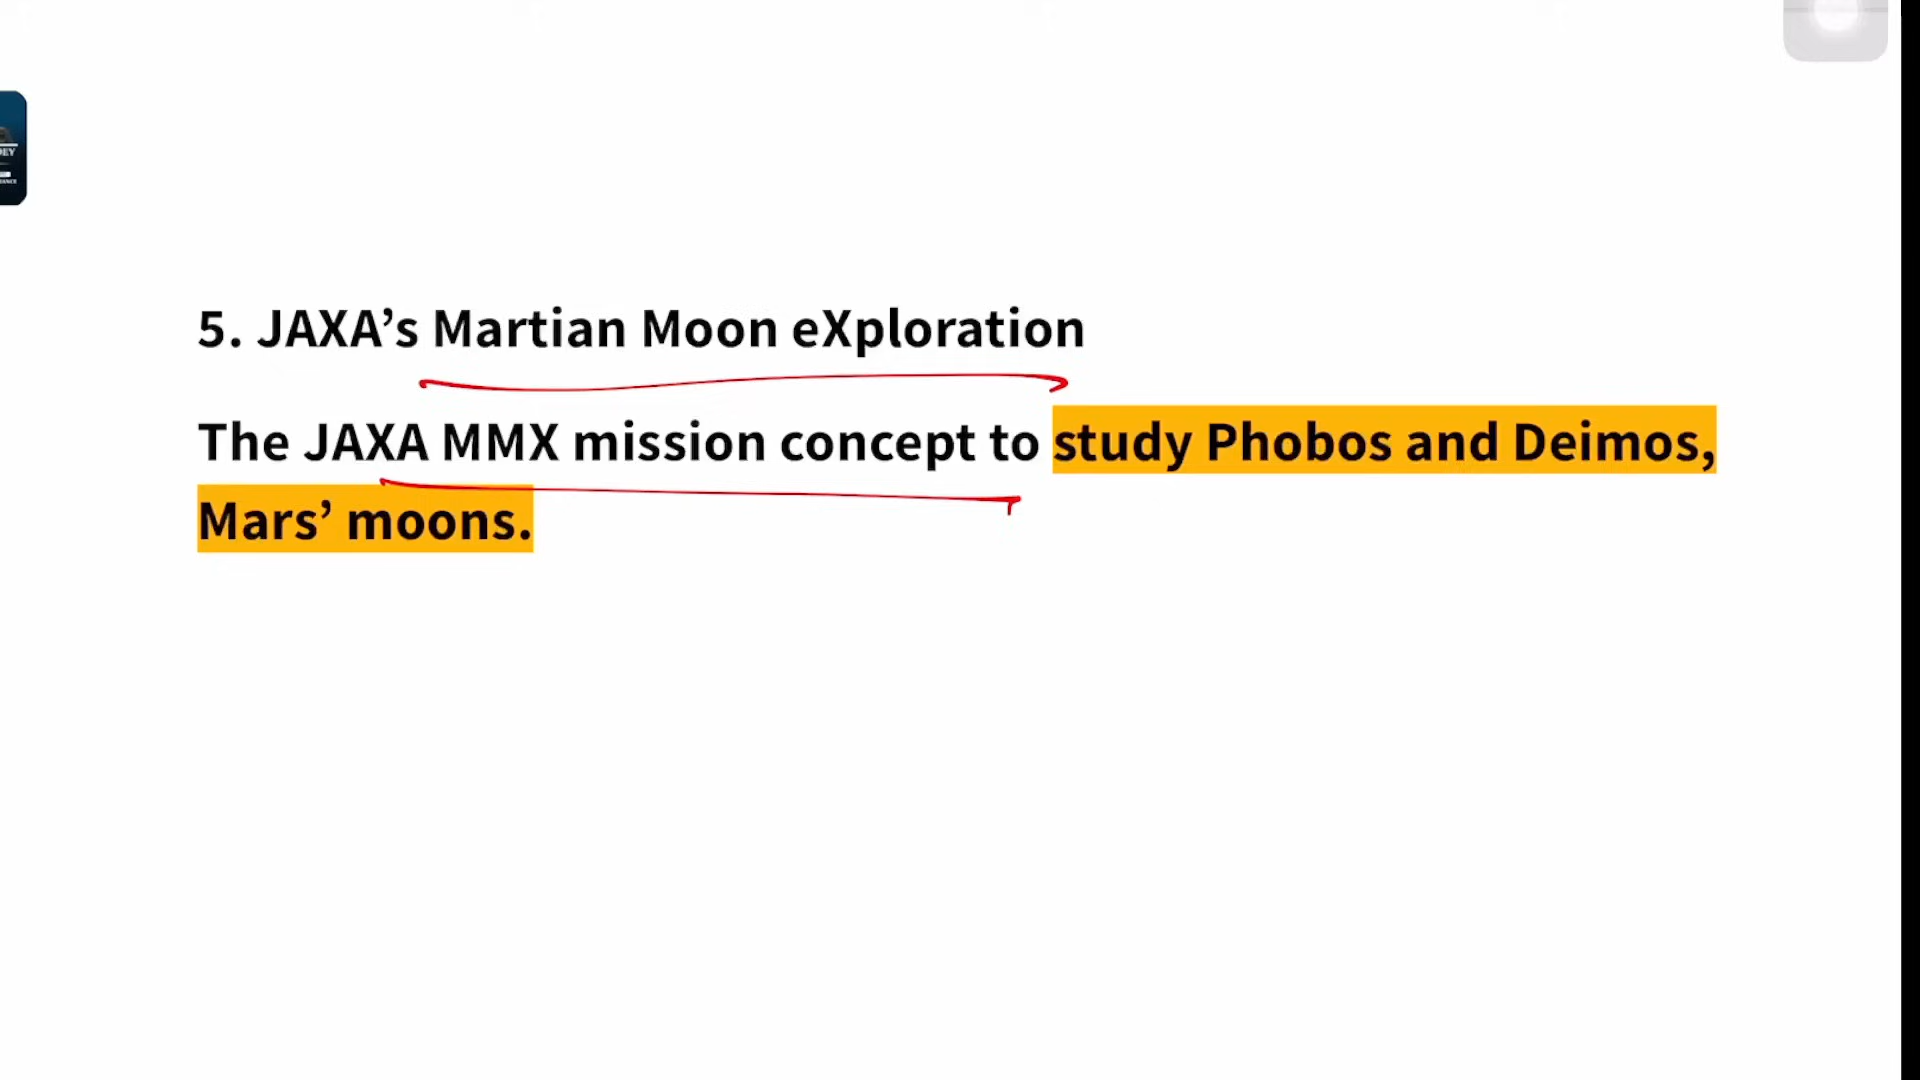 5. JAXA’s Martian Moon eXploration
The JAXA MMX mission concept to study Phobos and Deimos,
Mars’ moons.